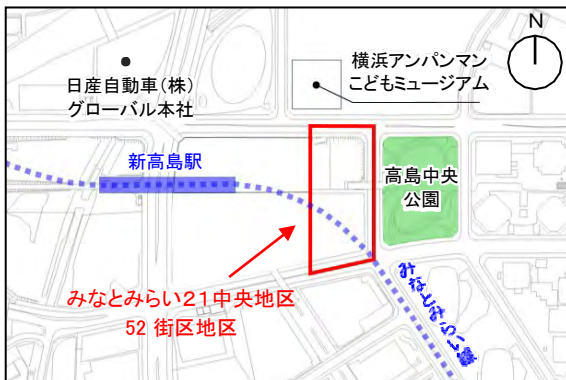 N
日産自動車(株)
グローバル本社
横浜アンパンマン
こどもミュージアム
新高島駅
高島中央
公園
みなとみらい21中央地区
52 街区地区
みなとみらい線